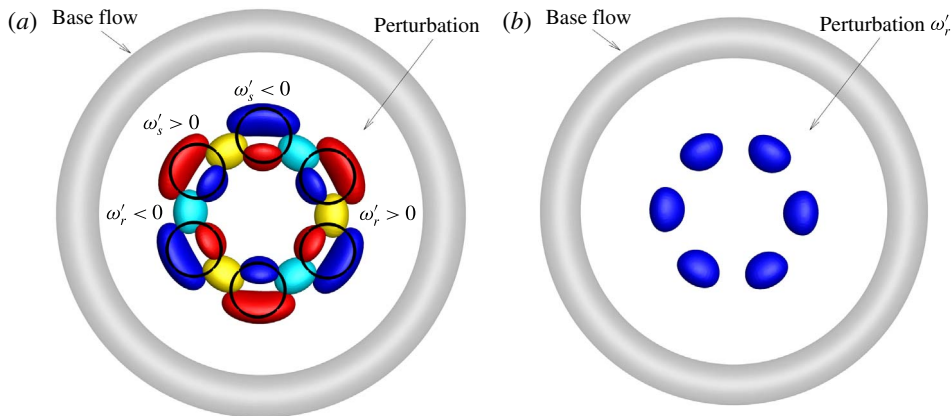 (a) Base flow Perturbation
ω′s < 0
ω′s > 0
ω′r < 0 ω′r > 0
(b) Base flow Perturbation ω′r